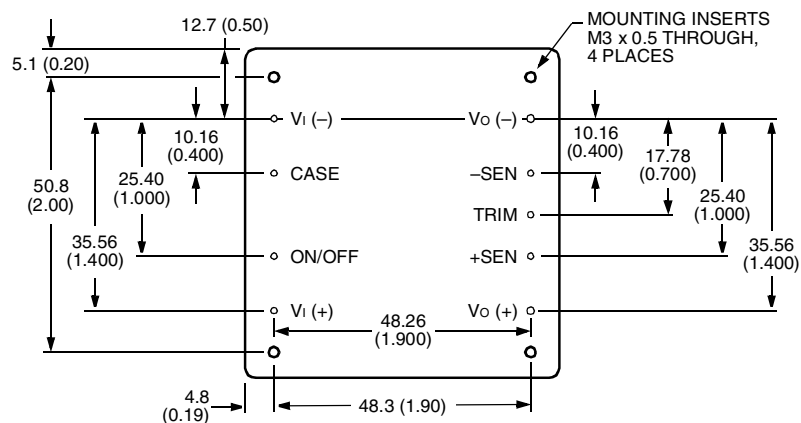 12.7 (0.50)
MOUNTING INSERTS
M3 x 0.5 THROUGH,
4 PLACES
5.1 (0.20)
VI (–)
VO (–)
10.16
(0.400)
10.16
(0.400)
17.78
(0.700)
CASE
–SEN
25.40
(1.000)
50.8
(2.00)
25.40
(1.000)
TRIM
35.56
(1.400)
ON/OFF
+SEN
35.56
(1.400)
VI (+)
VO (+)
48.26
(1.900)
4.8
(0.19)
48.3 (1.90)